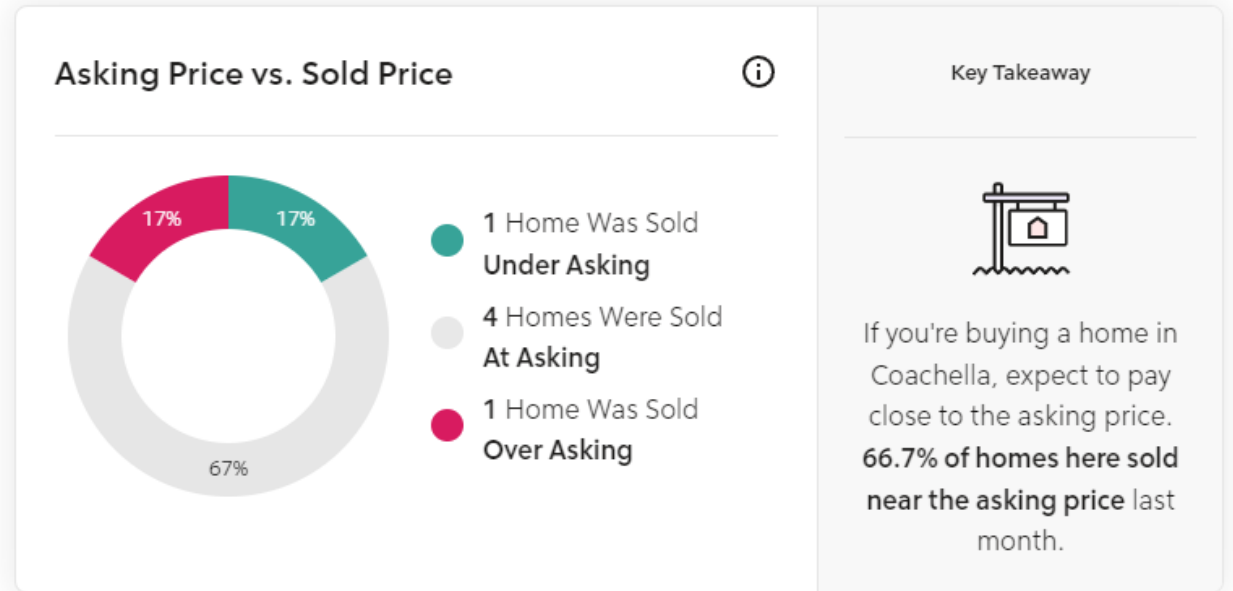 Asking Price vs. Sold Price
17%
17%
67%
1 Home Was Sold
Under Asking
4 Homes Were Sold
At Asking
1 Home Was Sold
Over Asking
Key Takeaway
If you're buying a home in
Coachella, expect to pay
close to the asking price.
66.7% of homes here sold
near the asking price last
month.